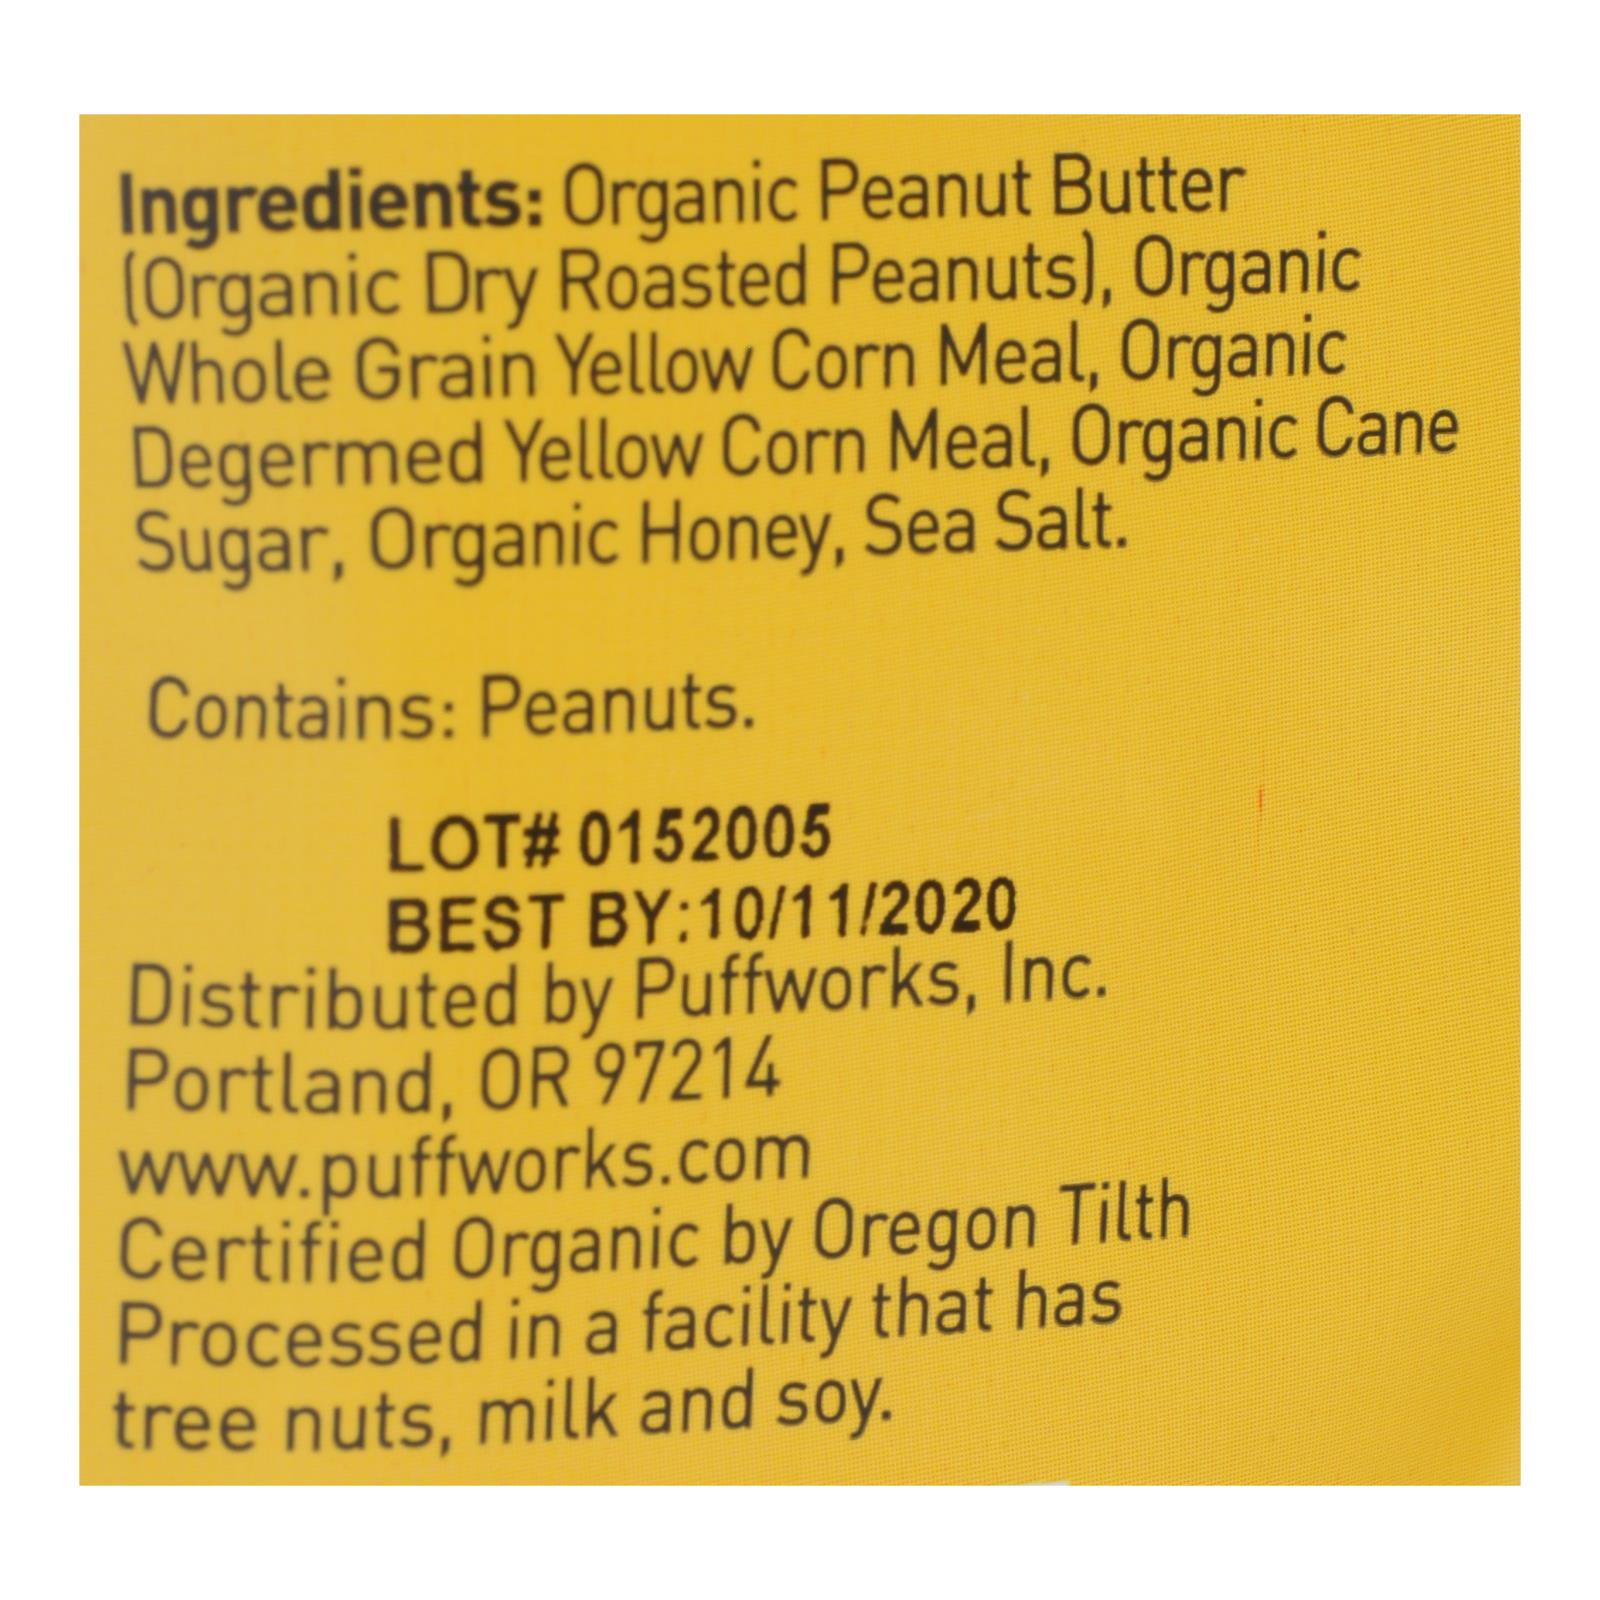 Ingredients: Organic Peanut Butter
(Organic Dry Roasted Peanuts), Organic
Whole Grain Yellow Corn Meal, Organic
Degermed Yellow Corn Meal, Organic Cane
Sugar, Organic Honey, Sea Salt.
Contains: Peanuts.
LOT# 0152005
BEST BY:10/11/2020
Distributed by Puffworks, Inc.
Portland, OR 97214
www.puffworks.com
Certified Organic by Oregon Tilth
Processed in a facility that has
tree nuts, milk and soy.